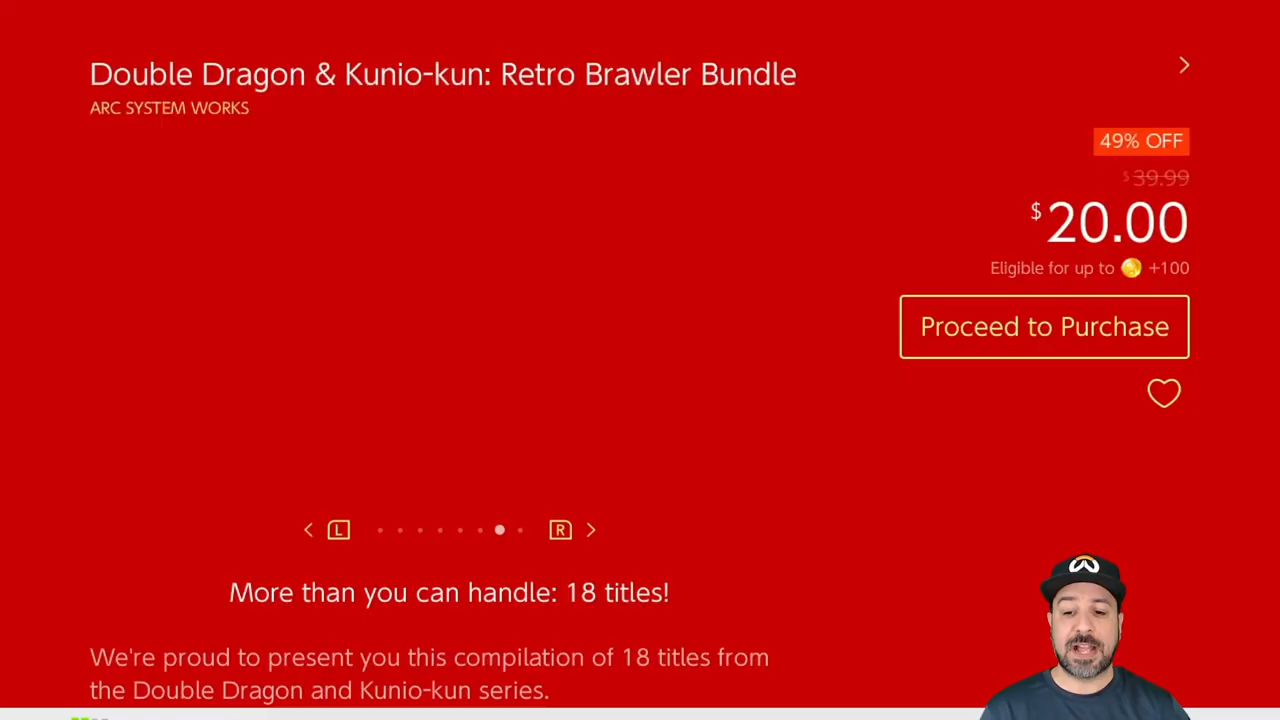 Double Dragon & Kunio-kun: Retro Brawler Bundle
ARC SYSTEM WORKS
49% OFF
$39.99
$20.00
Eligible for up to +100
Proceed to Purchase
L
R
More than you can handle: 18 titles!
We're proud to present you this compilation of 18 titles from
the Double Dragon and Kunio-kun series.